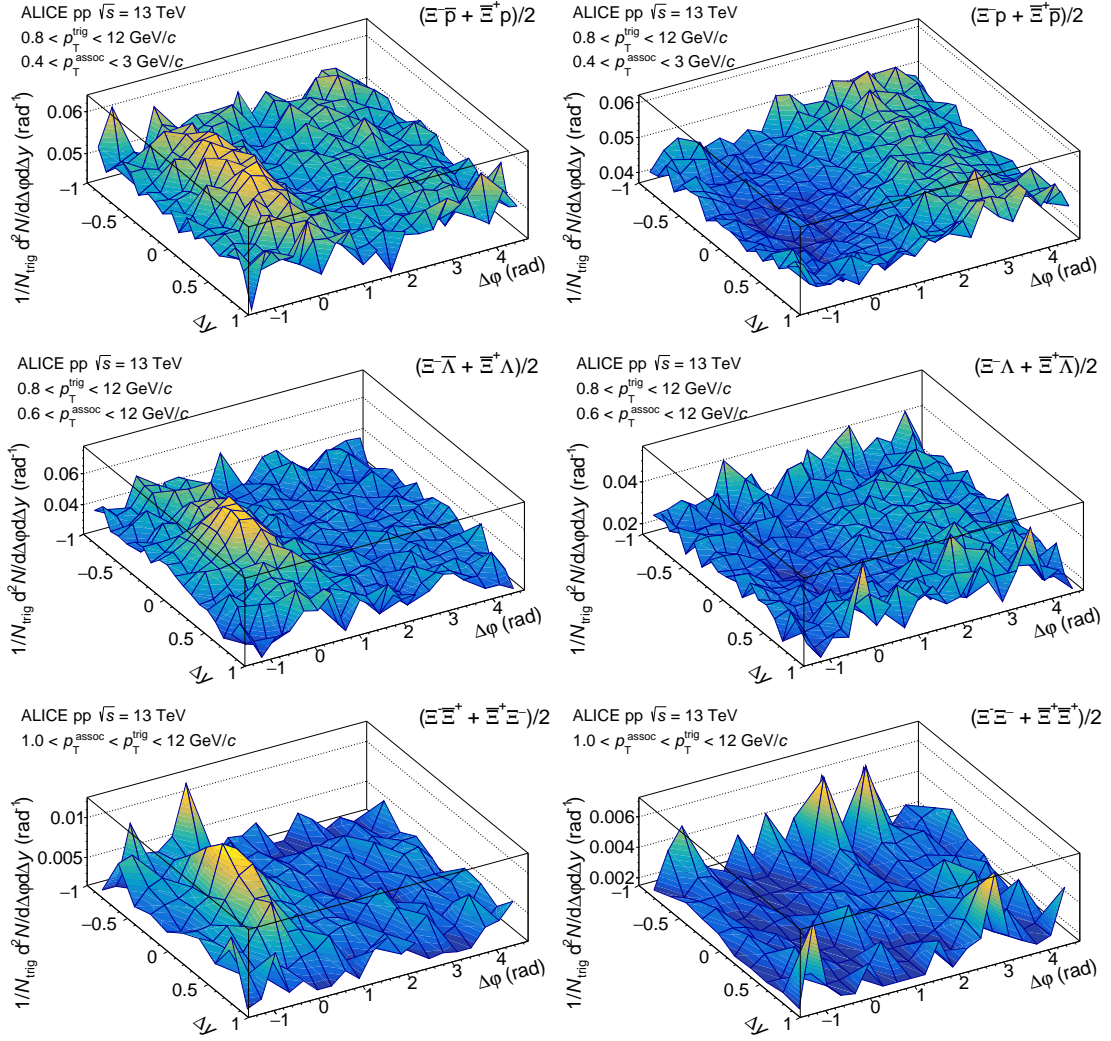 ALICE pp √s = 13 TeV
0.8 < p_T^trig < 12 GeV/c
0.4 < p_T^assoc < 3 GeV/c
(Ξ⁻p̅ + Ξ̅⁺p)/2
1/N_trig d²N/dΔφdΔy (rad⁻¹)
0.06
0.05
−1
−0.5
0
0.5
1
Δy
−1
0
1
2
3
4
Δφ (rad)
ALICE pp √s = 13 TeV
0.8 < p_T^trig < 12 GeV/c
0.4 < p_T^assoc < 3 GeV/c
(Ξ⁻p + Ξ̅⁺p̅)/2
1/N_trig d²N/dΔφdΔy (rad⁻¹)
0.06
0.05
0.04
−1
−0.5
0
0.5
1
Δy
−1
0
1
2
3
4
Δφ (rad)
ALICE pp √s = 13 TeV
0.8 < p_T^trig < 12 GeV/c
0.6 < p_T^assoc < 12 GeV/c
(Ξ⁻Λ̅ + Ξ̅⁺Λ)/2
1/N_trig d²N/dΔφdΔy (rad⁻¹)
0.06
0.04
−1
−0.5
0
0.5
1
Δy
−1
0
1
2
3
4
Δφ (rad)
ALICE pp √s = 13 TeV
0.8 < p_T^trig < 12 GeV/c
0.6 < p_T^assoc < 12 GeV/c
(Ξ⁻Λ + Ξ̅⁺Λ̅)/2
1/N_trig d²N/dΔφdΔy (rad⁻¹)
0.04
0.02
−1
−0.5
0
0.5
1
Δy
−1
0
1
2
3
4
Δφ (rad)
ALICE pp √s = 13 TeV
1.0 < p_T^assoc < p_T^trig < 12 GeV/c
(Ξ⁻Ξ̅⁺ + Ξ̅⁺Ξ⁻)/2
1/N_trig d²N/dΔφdΔy (rad⁻¹)
0.01
0.005
−1
−0.5
0
0.5
1
Δy
−1
0
1
2
3
4
Δφ (rad)
ALICE pp √s = 13 TeV
1.0 < p_T^assoc < p_T^trig < 12 GeV/c
(Ξ⁻Ξ⁻ + Ξ̅⁺Ξ̅⁺)/2
1/N_trig d²N/dΔφdΔy (rad⁻¹)
0.006
0.004
0.002
−1
−0.5
0
0.5
1
Δy
−1
0
1
2
3
4
Δφ (rad)